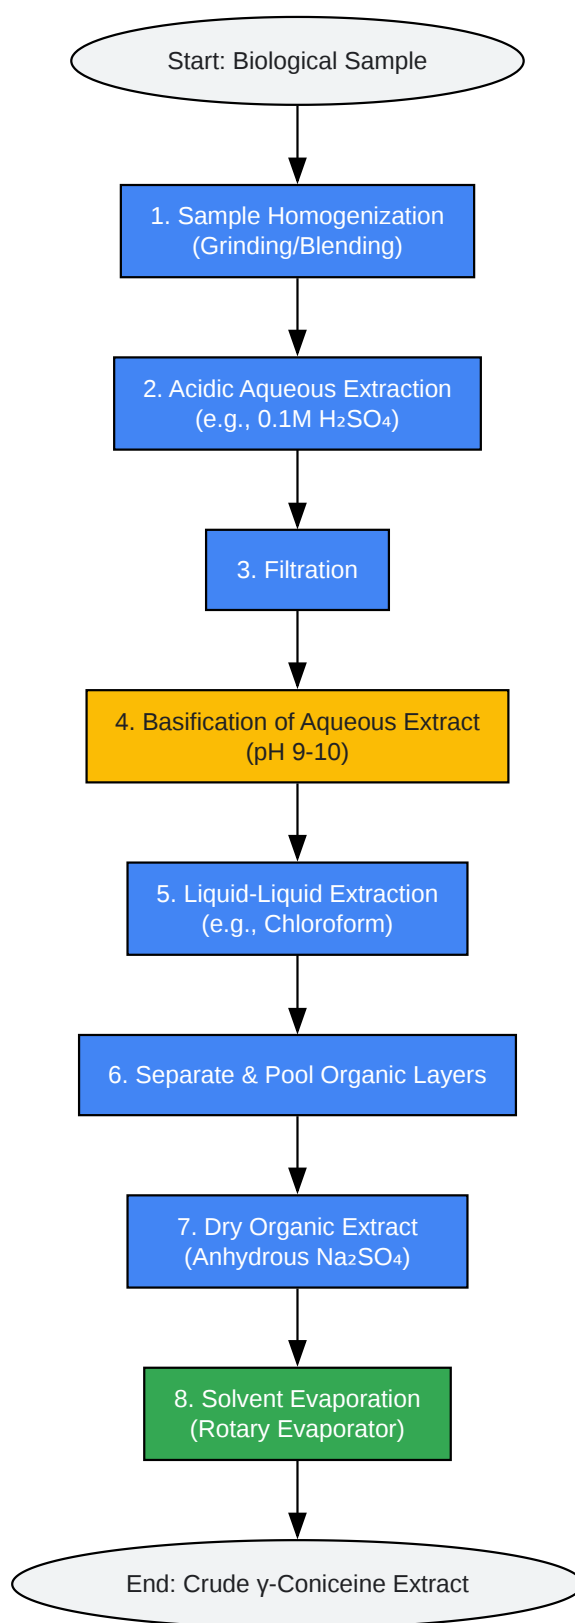 Start: Biological Sample
1. Sample Homogenization
(Grinding/Blending)
2. Acidic Aqueous Extraction
(e.g., 0.1M H₂SO₄)
3. Filtration
4. Basification of Aqueous Extract
(pH 9-10)
5. Liquid-Liquid Extraction
(e.g., Chloroform)
6. Separate & Pool Organic Layers
7. Dry Organic Extract
(Anhydrous Na₂SO₄)
8. Solvent Evaporation
(Rotary Evaporator)
End: Crude γ-Coniceine Extract